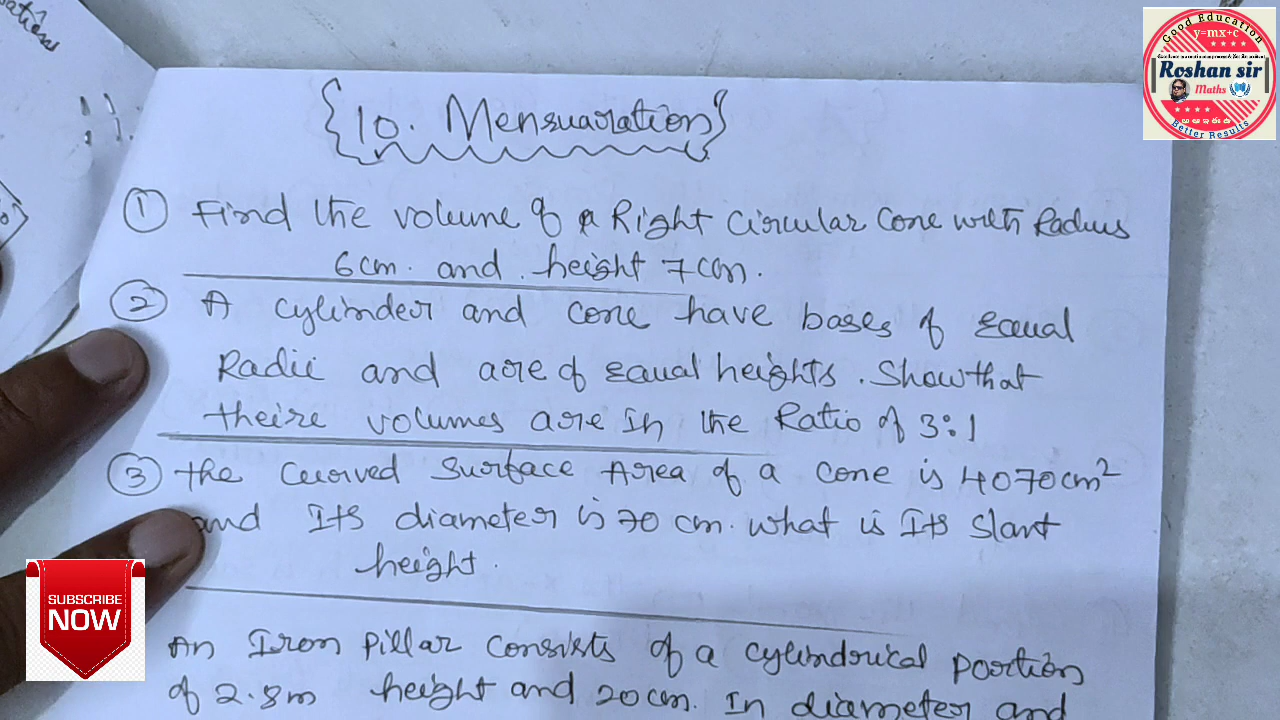 10. Mensuaration
① Find the volume of a Right Circular Cone with Radius
6cm. and height 7cm.
② A cylinder and cone have bases of equal
Radii and are of equal heights. Show that
theire volumes are In the Ratio of 3:1
③ the curved surface Area of a cone is 4070cm²
and Its diameter is 70 cm. what is Its slant
height.
An Iron pillar consists of a cylindrical portion
of 2.8m height and 20cm. In diameter and
Good Education
y=mx+c
Roshan sir
Maths
Better Results
SUBSCRIBE
NOW